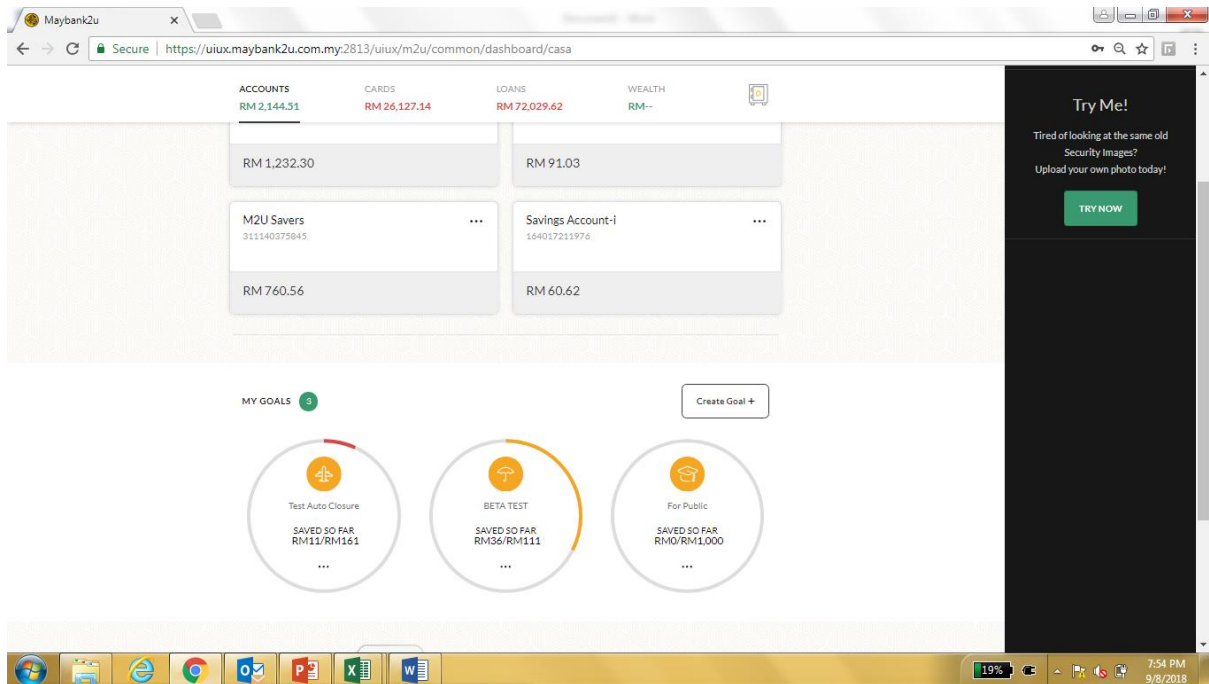 Maybank2u
Secure | https://uiux.maybank2u.com.my:2813/uiux/m2u/common/dashboard/casa
ACCOUNTS CARDS LOANS WEALTH
RM 2,144.51 RM 26,127.14 RM 72,029.62 RM--
RM 1,232.30 RM 91.03
M2U Savers ... Savings Account-i ...
311140375845 164017211976
RM 760.56 RM 60.62
MY GOALS 3 Create Goal +
Test Auto Closure BETA TEST For Public
SAVED SO FAR SAVED SO FAR SAVED SO FAR
RM11/RM161 RM36/RM111 RM0/RM1,000
... ... ...
Try Me!
Tired of looking at the same old
Security Images?
Upload your own photo today!
TRY NOW
19% 7:54 PM
9/8/2018